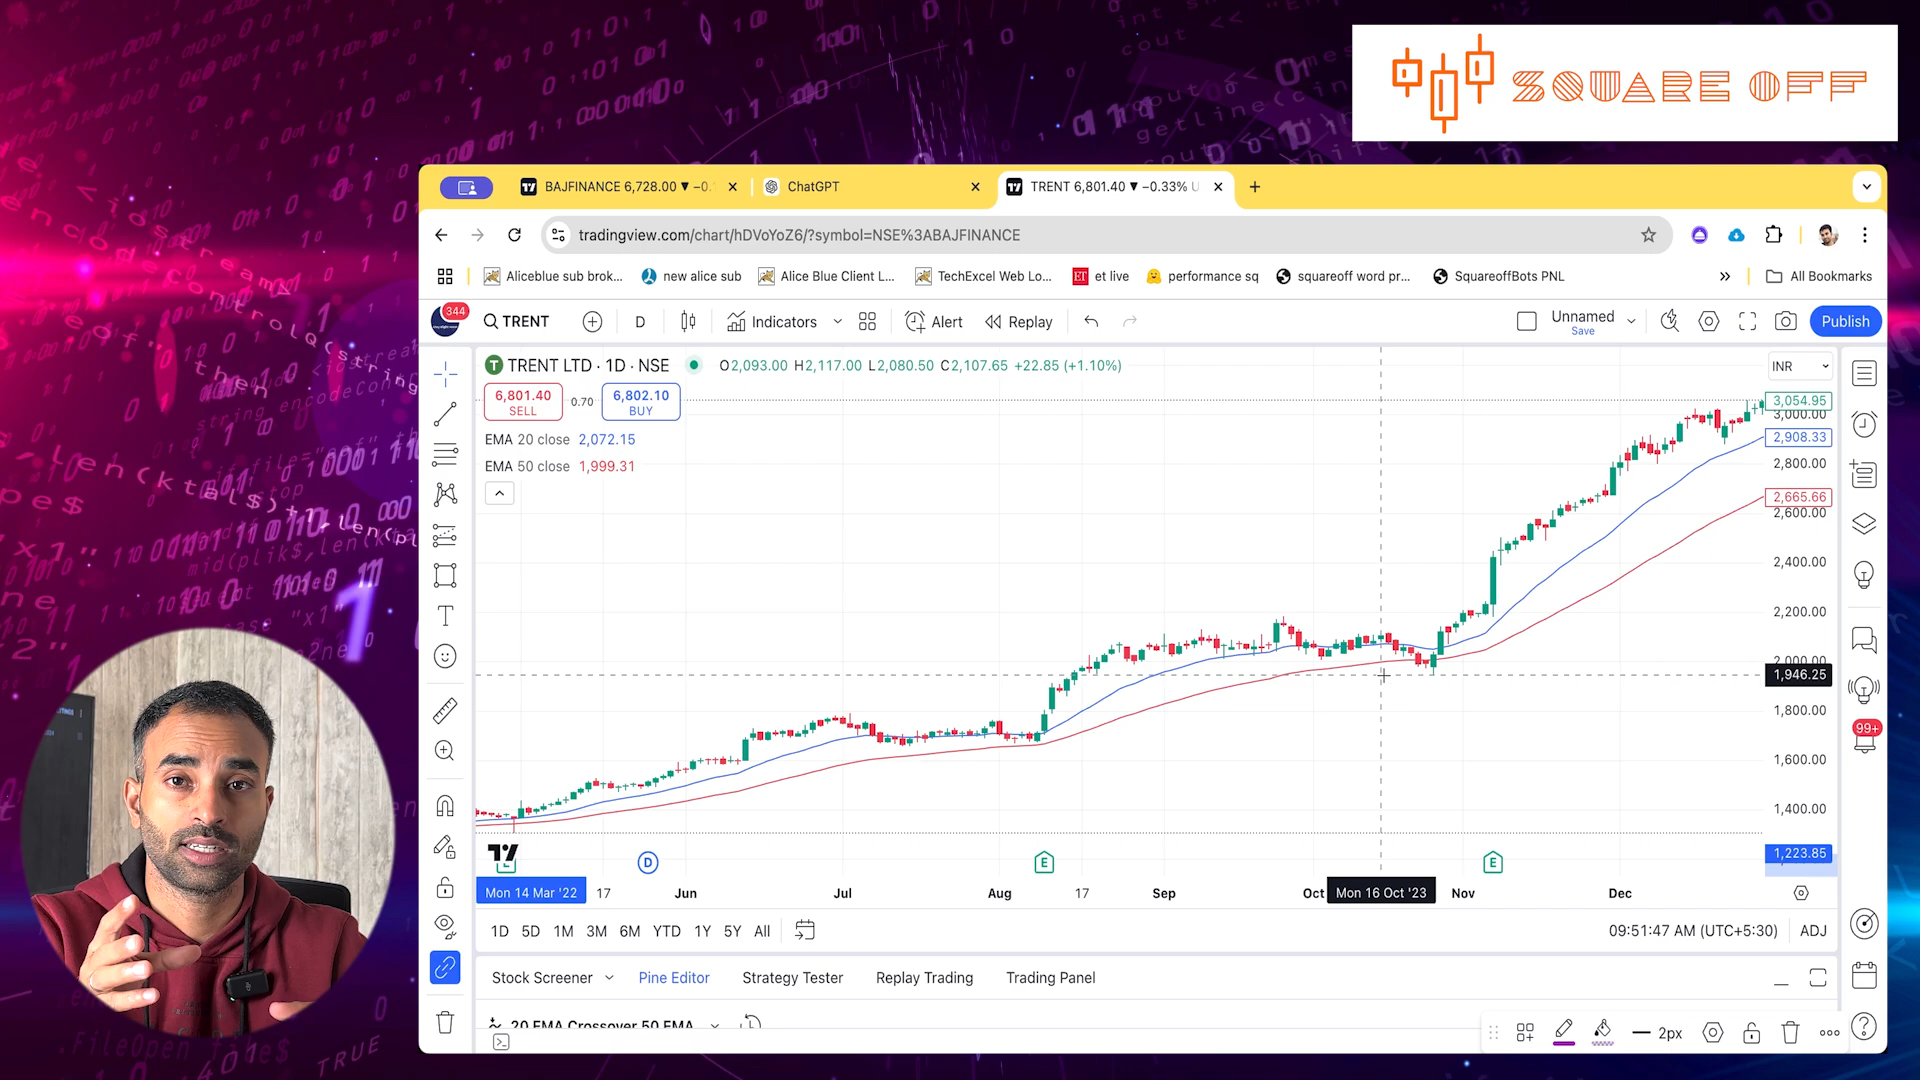 SQUARE OFF
BAJFINANCE 6,728.00 ▼ −0.
ChatGPT
TRENT 6,801.40 ▼ −0.33% U
tradingview.com/chart/hDVoYoZ6/?symbol=NSE%3ABAJFINANCE
Aliceblue sub brok...
new alice sub
Alice Blue Client L...
TechExcel Web Lo...
ET et live
performance sq
squareoff word pr...
SquareoffBots PNL
All Bookmarks
344
TRENT
D
Indicators
Alert
Replay
Unnamed
Save
Publish
T TRENT LTD · 1D · NSE
O2,093.00 H2,117.00 L2,080.50 C2,107.65 +22.85 (+1.10%)
INR
6,801.40
SELL
0.70
6,802.10
BUY
EMA 20 close 2,072.15
EMA 50 close 1,999.31
3,054.95
3,000.00
2,908.33
2,800.00
2,665.66
2,600.00
2,400.00
2,200.00
2,000.00
1,946.25
1,800.00
1,600.00
1,400.00
1,223.85
99+
D
E
E
Mon 14 Mar '22
17
Jun
Jul
Aug
17
Sep
Oct
Mon 16 Oct '23
Nov
Dec
1D 5D 1M 3M 6M YTD 1Y 5Y All
09:51:47 AM (UTC+5:30)
ADJ
Stock Screener
Pine Editor
Strategy Tester
Replay Trading
Trading Panel
20 EMA Crossover 50 EMA
2px